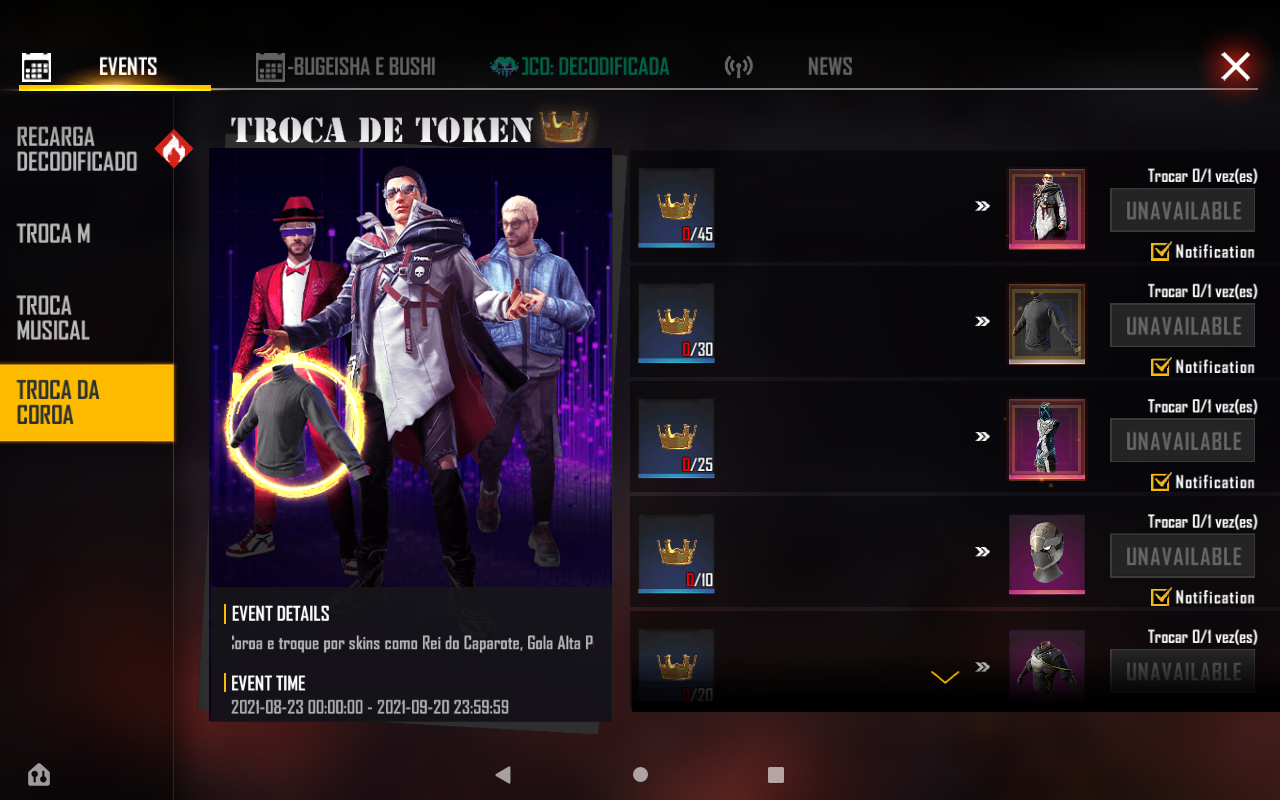 EVENTS
-BUGEISHA E BUSHI
CO: DECODIFICADA
NEWS
RECARGA
DECODIFICADO
TROCA M
TROCA
MUSICAL
TROCA DA
COROA
TROCA DE TOKEN
EVENT DETAILS
Coroa e troque por skins como Rei do Caparote, Gola Alta P
EVENT TIME
2021-08-23 00:00:00 - 2021-09-20 23:59:59
0/45
Trocar 0/1 vez(es)
UNAVAILABLE
Notification
0/30
Trocar 0/1 vez(es)
UNAVAILABLE
Notification
0/25
Trocar 0/1 vez(es)
UNAVAILABLE
Notification
0/10
Trocar 0/1 vez(es)
UNAVAILABLE
Notification
0/20
Trocar 0/1 vez(es)
UNAVAILABLE